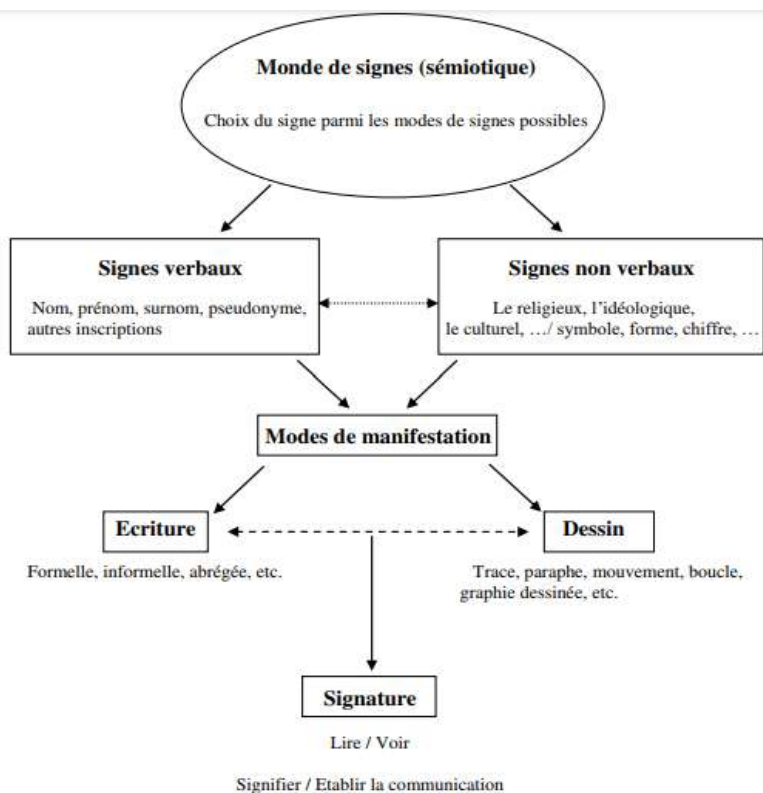 Monde de signes (sémiotique)
Choix du signe parmi les modes de signes possibles
Signes verbaux
Nom, prénom, surnom, pseudonyme,
autres inscriptions
Signes non verbaux
Le religieux, l'idéologique,
le culturel, .../ symbole, forme, chiffre, ...
Modes de manifestation
Ecriture
Formelle, informelle, abrégée, etc.
Dessin
Trace, paraphe, mouvement, boucle,
graphie dessinée, etc.
Signature
Lire / Voir
Signifier / Etablir la communication